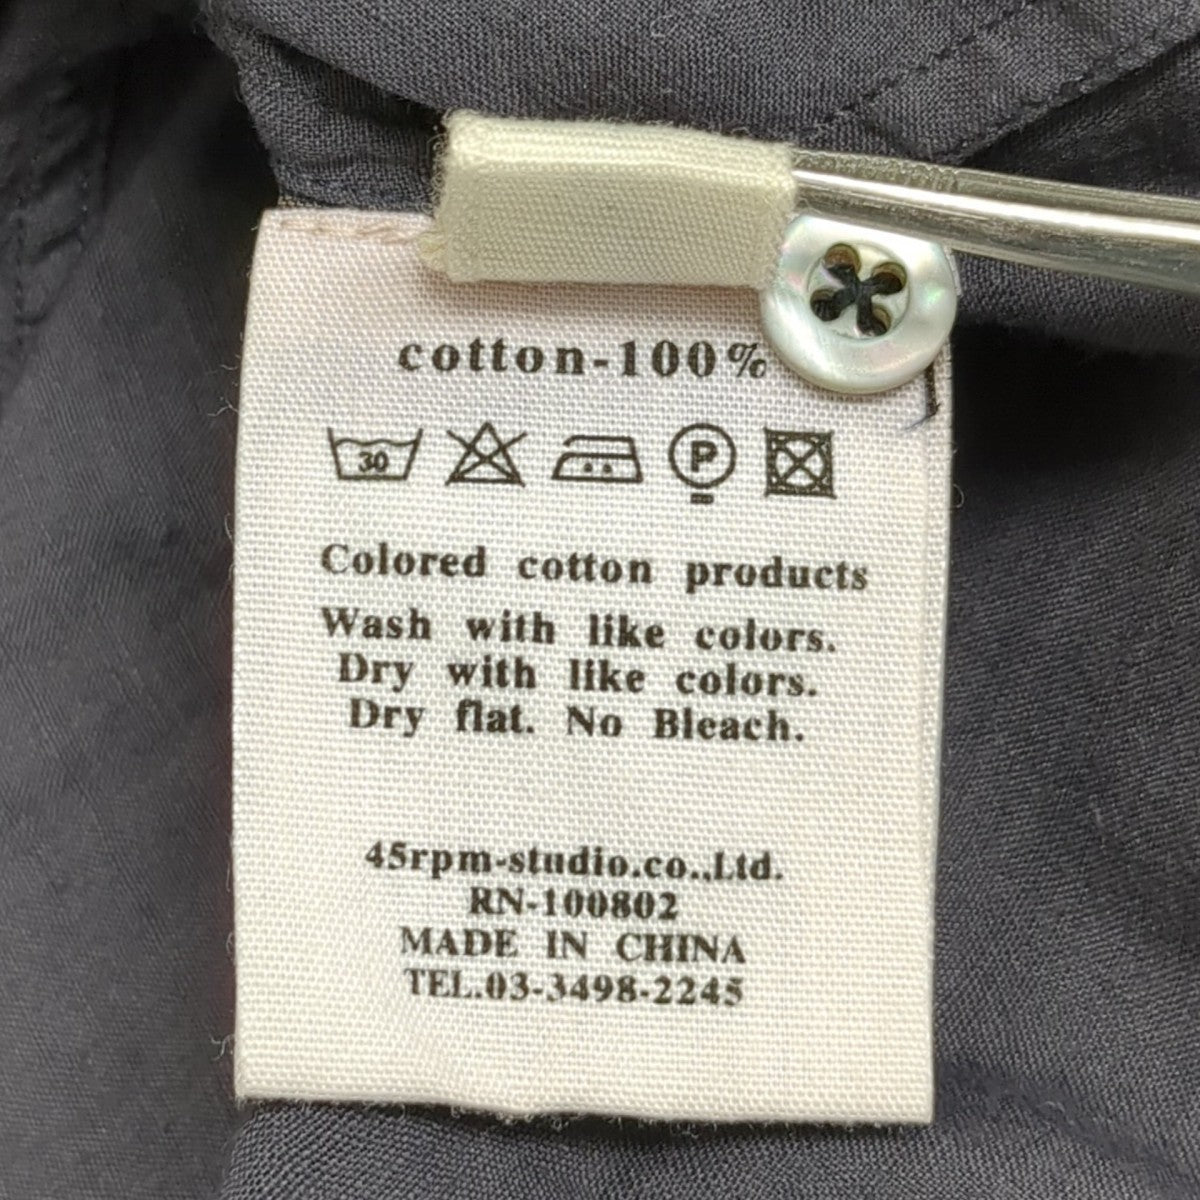 cotton-100%
30
P
Colored cotton products
Wash with like colors.
Dry with like colors.
Dry flat. No Bleach.
45rpm-studio.co.,Ltd.
RN-100802
MADE IN CHINA
TEL.03-3498-2245